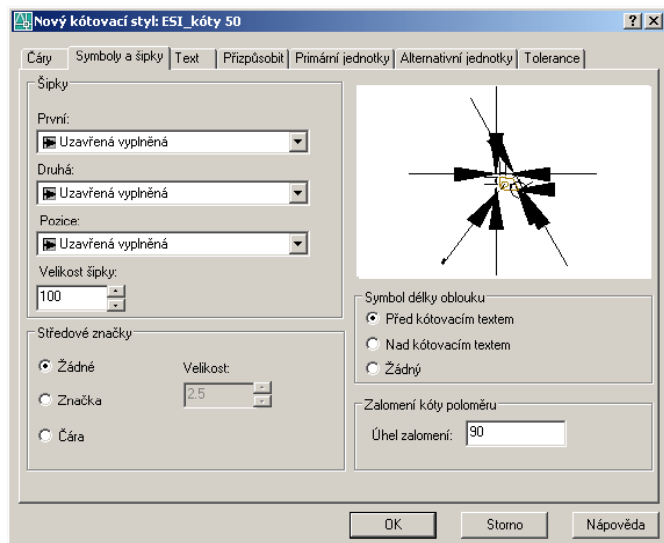 Nový kótovací styl: ESI_kóty 50
Čáry
Symboly a šipky
Text
Přizpůsobit
Primární jednotky
Alternativní jednotky
Tolerance
Šipky
První:
Uzavřená vyplněná
Druhá:
Uzavřená vyplněná
Pozice:
Uzavřená vyplněná
Velikost šipky:
100
Středové značky
Žádné
Velikost:
2.5
Značka
Čára
Symbol délky oblouku
Před kótovacím textem
Nad kótovacím textem
Žádný
Zalomení kóty poloměru
Úhel zalomení:
90
OK
Storno
Nápověda